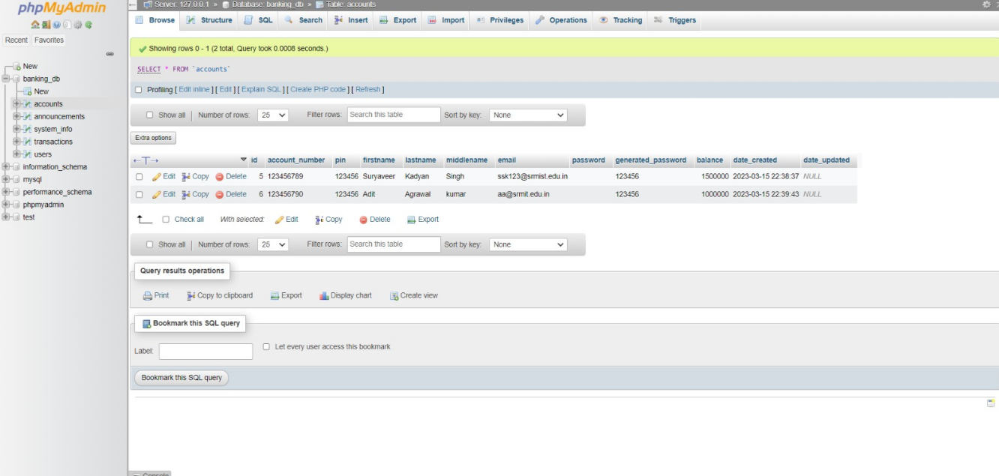 phpMyAdmin
Recent Favorites
New
banking_db
New
accounts
announcements
system_info
transactions
users
information_schema
mysql
performance_schema
phpmyadmin
test
Server: 127.0.0.1 » Database: banking_db » Table: accounts
Browse Structure SQL Search Insert Export Import Privileges Operations Tracking Triggers
Showing rows 0 - 1 (2 total, Query took 0.0008 seconds.)
SELECT * FROM `accounts`
Profiling [ Edit inline ] [ Edit ] [ Explain SQL ] [ Create PHP code ] [ Refresh ]
Show all | Number of rows: 25 Filter rows: Search this table Sort by key: None
Extra options
←T→ id account_number pin firstname lastname middlename email password generated_password balance date_created date_updated
Edit Copy Delete 5 123456789 123456 Suryaveer Kadyan Singh ssk123@srmist.edu.in 123456 1500000 2023-03-15 22:38:37 NULL
Edit Copy Delete 6 123456790 123456 Adit Agrawal kumar aa@srmit.edu.in 123456 1000000 2023-03-15 22:39:43 NULL
Check all With selected: Edit Copy Delete Export
Show all | Number of rows: 25 Filter rows: Search this table Sort by key: None
Query results operations
Print Copy to clipboard Export Display chart Create view
Bookmark this SQL query
Label: Let every user access this bookmark
Bookmark this SQL query
Console